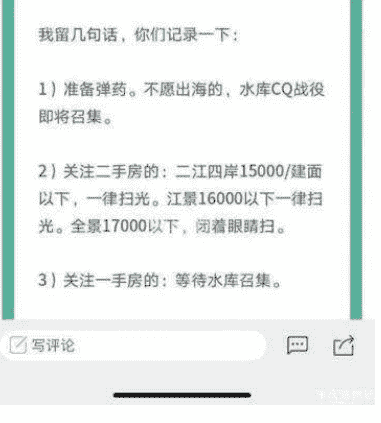 我留几句话，你们记录一下：
1）准备弹药。不愿出海的，水库CQ战役
即将召集。
2）关注二手房的：二江四岸15000/建面
以下，一律扫光。江景16000以下一律扫
光。全景17000以下，闭着眼睛扫。
3）关注一手房的：等待水库召集。
写评论